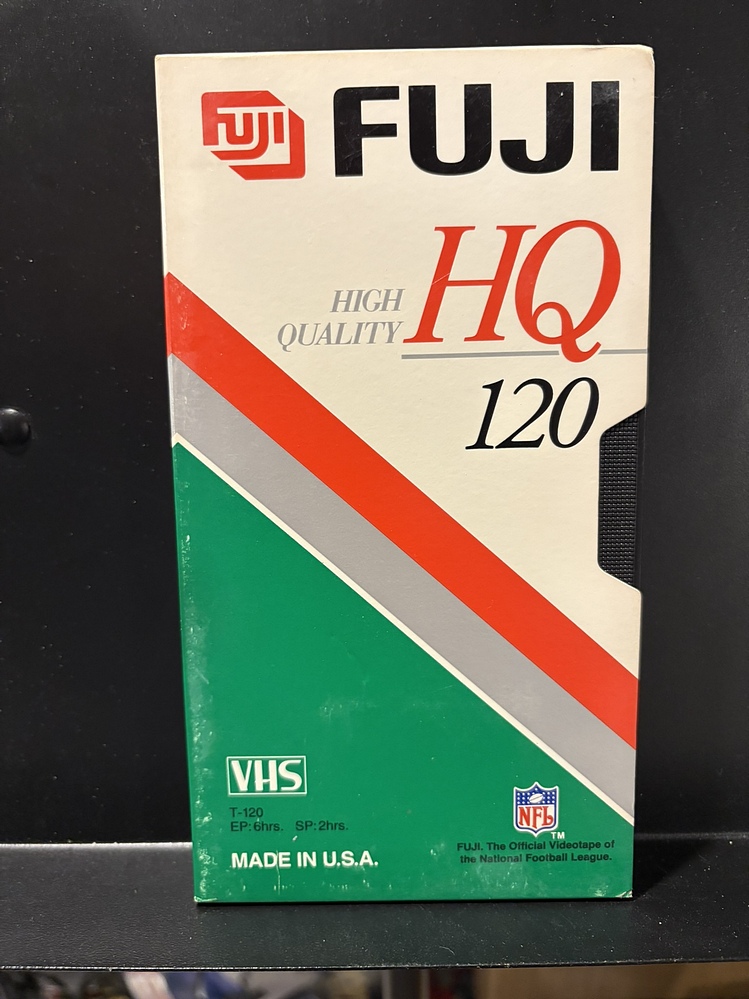 FUJI FUJI
HIGH
QUALITY
HQ
120
VHS
T-120
EP: 6hrs. SP: 2hrs.
MADE IN U.S.A.
NFL
TM
FUJI. The Official Videotape of
the National Football League.